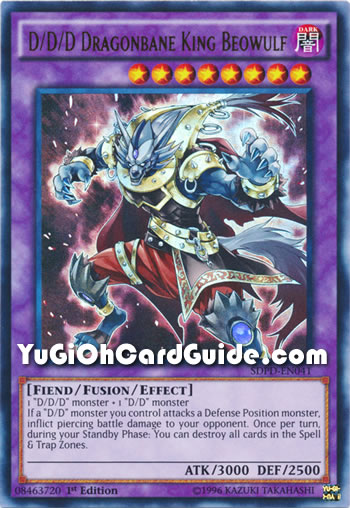 D/D/D DRAGONBANE KING BEOWULF
DARK
闇
YuGiOhCardGuide.com
SDPD-EN041
[FIEND/FUSION/EFFECT]
1 "D/D" monster + 1 "D/D" monster
If a "D/D" monster you control attacks a Defense Position monster,
inflict piercing battle damage to your opponent. Once per turn,
during your Standby Phase: You can destroy all cards in the Spell
& Trap Zones.
ATK/3000 DEF/2500
08463720 1st Edition ©1996 KAZUKI TAKAHASHI